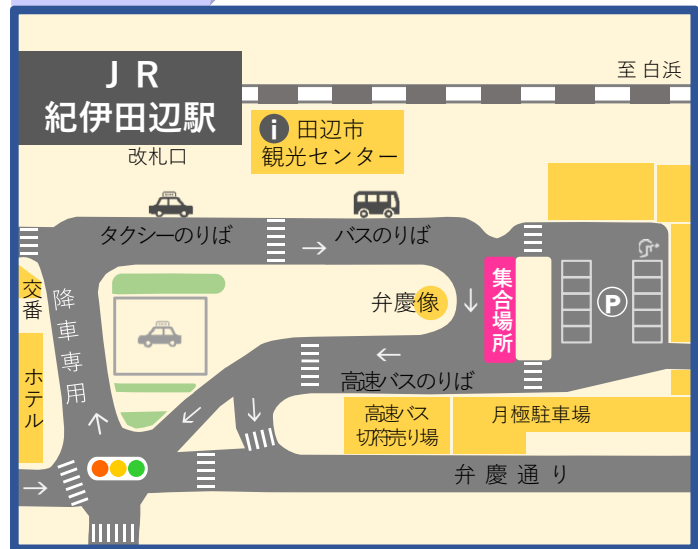 JR
紀伊田辺駅
改札口
至 白浜
i 田辺市
観光センター
タクシーのりば
バスのりば
交番
降車専用
弁慶像
集合場所
P
ホテル
高速バスのりば
高速バス
切符売り場
月極駐車場
弁慶通り